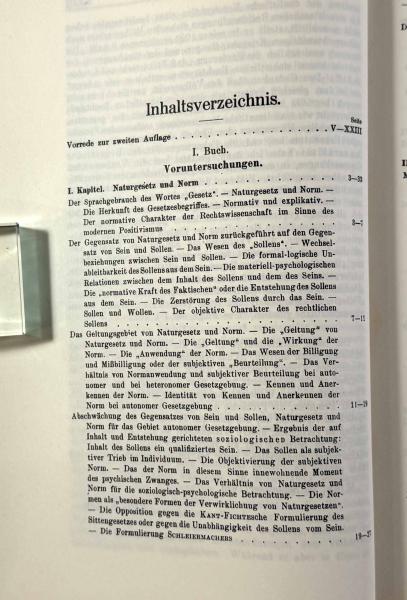 Inhaltsverzeichnis.
Seite
Vorrede zur zweiten Auflage . . . . . . . . . . . . . . . . V—XXIII
I. Buch.
Voruntersuchungen.
I. Kapitel. Naturgesetz und Norm . . . . . . . . . . . . . 3—33
Der Sprachgebrauch des Wortes „Gesetz". — Naturgesetz und Norm. —
Die Herkunft des Gesetzesbegriffes. — Normativ und explikativ. —
Der normative Charakter der Rechtswissenschaft im Sinne des
modernen Positivismus . . . . . . . . . . . . . . . . 3—7
Der Gegensatz von Naturgesetz und Norm zurückgeführt auf den Gegen-
satz von Sein und Sollen. — Das Wesen des „Sollens". — Wechsel-
beziehungen zwischen Sein und Sollen. — Die formal-logische Un-
ableitbarkeit des Sollens aus dem Sein. — Die materiell-psychologischen
Relationen zwischen dem Inhalt des Sollens und dem des Seins. —
Die „normative Kraft des Faktischen" oder die Entstehung des Sollens
aus dem Sein. — Die Zerstörung des Sollens durch das Sein. —
Sollen und Wollen. — Der objektive Charakter des rechtlichen
Sollens . . . . . . . . . . . . . . . . . . . . . 7—11
Das Geltungsgebiet von Naturgesetz und Norm. — Die „Geltung" von
Naturgesetz und Norm. — Die „Geltung" und die „Wirkung" der
Norm. — Die „Anwendung" der Norm. — Das Wesen der Billigung
und Mißbilligung oder der subjektiven „Beurteilung". — Das Ver-
hältnis von Normanwendung und subjektiver Beurteilung bei auto-
nomer und bei heteronomer Gesetzgebung. — Kennen und Aner-
kennen der Norm. — Identität von Kennen und Anerkennen der
Norm bei autonomer Gesetzgebung . . . . . . . . . . . 11—19
Abschwächung des Gegensatzes von Sein und Sollen, Naturgesetz und
Norm für das Gebiet autonomer Gesetzgebung. — Ergebnis der auf
Inhalt und Entstehung gerichteten soziologischen Betrachtung:
Inhalt des Sollens ein qualifiziertes Sein. — Das Sollen als subjek-
tiver Trieb im Individuum. — Die Objektivierung der subjektiven
Norm. — Das der Norm in diesem Sinne innewohnende Moment
des psychischen Zwanges. — Das Verhältnis von Naturgesetz und
Norm für die soziologisch-psychologische Betrachtung. — Die Nor-
men als „besondere Formen der Verwirklichung von Naturgesetzen".
— Die Opposition gegen die KANT-FICHTEsche Formulierung des
Sittengesetzes oder gegen die Unabhängigkeit des Sollens vom Sein.
— Die Formulierung SCHLEIERMACHERs . . . . . . . . . 19—27